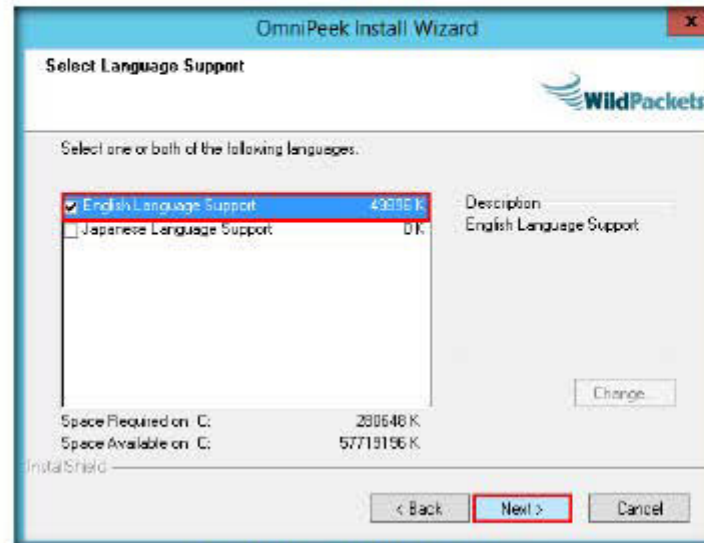 OmniPeek Install Wizard
x
Select Language Support
WildPackets
Select one or both of the following languages.
English Language Support 49896 K
Japanese Language Support 0 K
Description
English Language Support
Change...
Space Required on C: 280648 K
Space Available on C: 57719196 K
InstallShield
< Back
Next >
Cancel